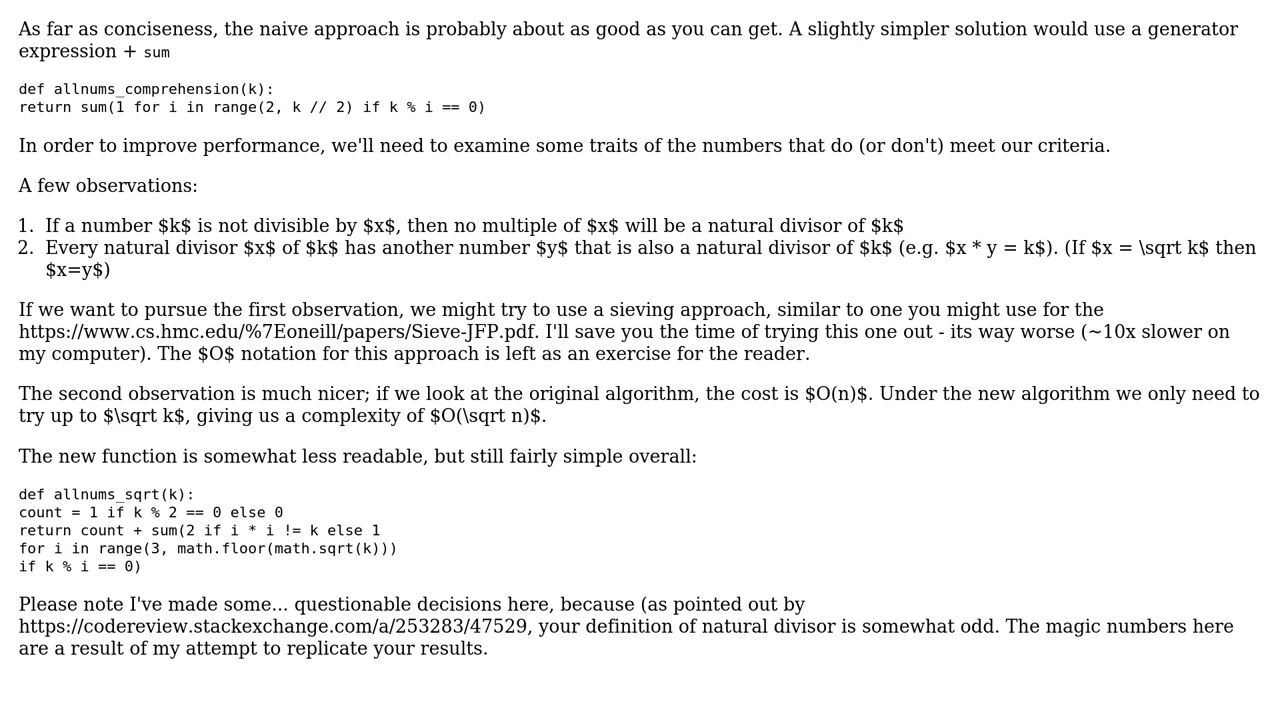 As far as conciseness, the naive approach is probably about as good as you can get. A slightly simpler solution would use a generator
expression + sum
def allnums_comprehension(k):
return sum(1 for i in range(2, k // 2) if k % i == 0)
In order to improve performance, we'll need to examine some traits of the numbers that do (or don't) meet our criteria.
A few observations:
1. If a number $k$ is not divisible by $x$, then no multiple of $x$ will be a natural divisor of $k$
2. Every natural divisor $x$ of $k$ has another number $y$ that is also a natural divisor of $k$ (e.g. $x * y = k$). (If $x = \sqrt k$ then
$x=y$)
If we want to pursue the first observation, we might try to use a sieving approach, similar to one you might use for the
https://www.cs.hmc.edu/%7Eoneill/papers/Sieve-JFP.pdf. I'll save you the time of trying this one out - its way worse (~10x slower on
my computer). The $O$ notation for this approach is left as an exercise for the reader.
The second observation is much nicer; if we look at the original algorithm, the cost is $O(n)$. Under the new algorithm we only need to
try up to $\sqrt k$, giving us a complexity of $O(\sqrt n)$.
The new function is somewhat less readable, but still fairly simple overall:
def allnums_sqrt(k):
count = 1 if k % 2 == 0 else 0
return count + sum(2 if i * i != k else 1
for i in range(3, math.floor(math.sqrt(k)))
if k % i == 0)
Please note I've made some... questionable decisions here, because (as pointed out by
https://codereview.stackexchange.com/a/253283/47529, your definition of natural divisor is somewhat odd. The magic numbers here
are a result of my attempt to replicate your results.